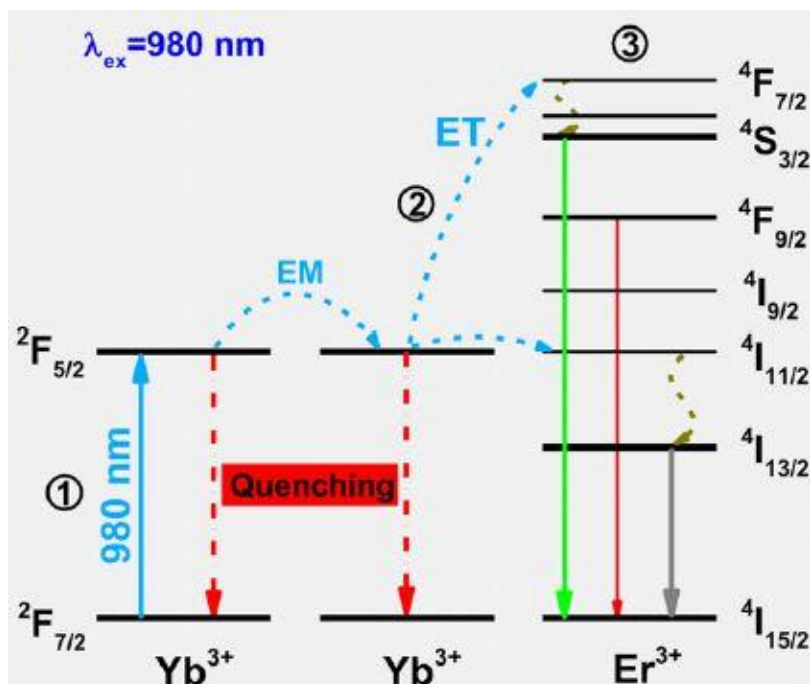 λex=980 nm
③
⁴F₇/₂
ET
⁴S₃/₂
②
⁴F₉/₂
EM
⁴I₉/₂
²F₅/₂
⁴I₁₁/₂
⁴I₁₃/₂
Quenching
①
980 nm
²F₇/₂
⁴I₁₅/₂
Yb³⁺
Yb³⁺
Er³⁺